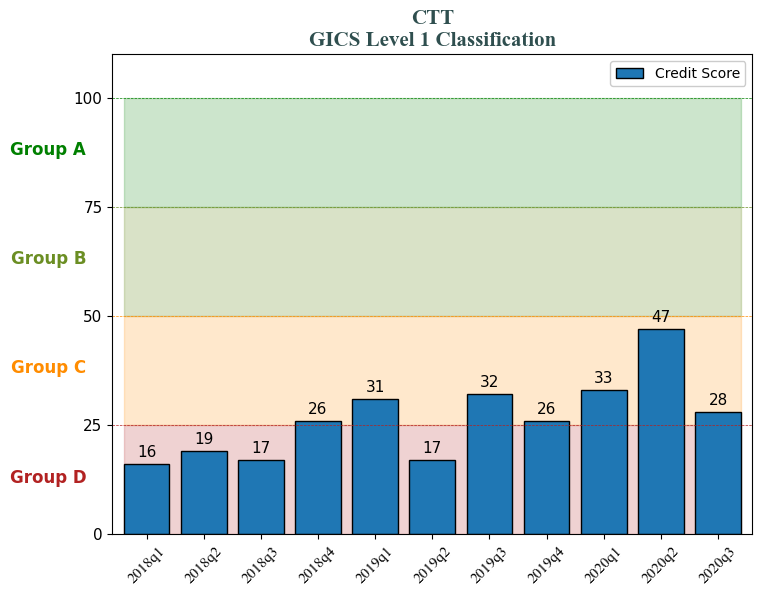 CTT
GICS Level 1 Classification
Credit Score
100
Group A
75
Group B
50
47
Group C
33
32
31
28
26
26
25
19
17
17
16
Group D
0
2018q1
2018q2
2018q3
2018q4
2019q1
2019q2
2019q3
2019q4
2020q1
2020q2
2020q3